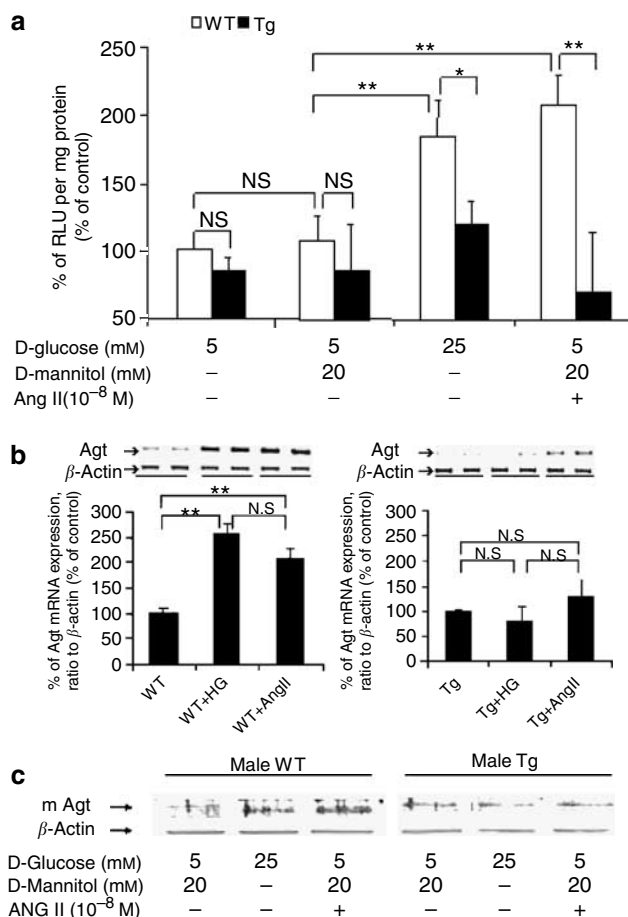 a
WT Tg
% of RLU per mg protein
(% of control)
250
200
150
100
50
NS
NS
NS
**
**
*
**
D-glucose (mM) 5 5 25 5
D-mannitol (mM) – 20 – 20
Ang II(10⁻⁸ M) – – – +
b
Agt
β-Actin
% of Agt mRNA expression,
ratio to β-actin (% of control)
300
250
200
150
100
50
0
**
**
N.S
WT WT+HG WT+AngII
Agt
β-Actin
% of Agt mRNA expression,
ratio to β-actin (% of control)
300
250
200
150
100
50
0
N.S
N.S
N.S
Tg Tg+HG Tg+AngII
c
Male WT Male Tg
m Agt
β-Actin
D-Glucose (mM) 5 25 5 5 25 5
D-Mannitol (mM) 20 – 20 20 – 20
ANG II (10⁻⁸ M) – – + – – +